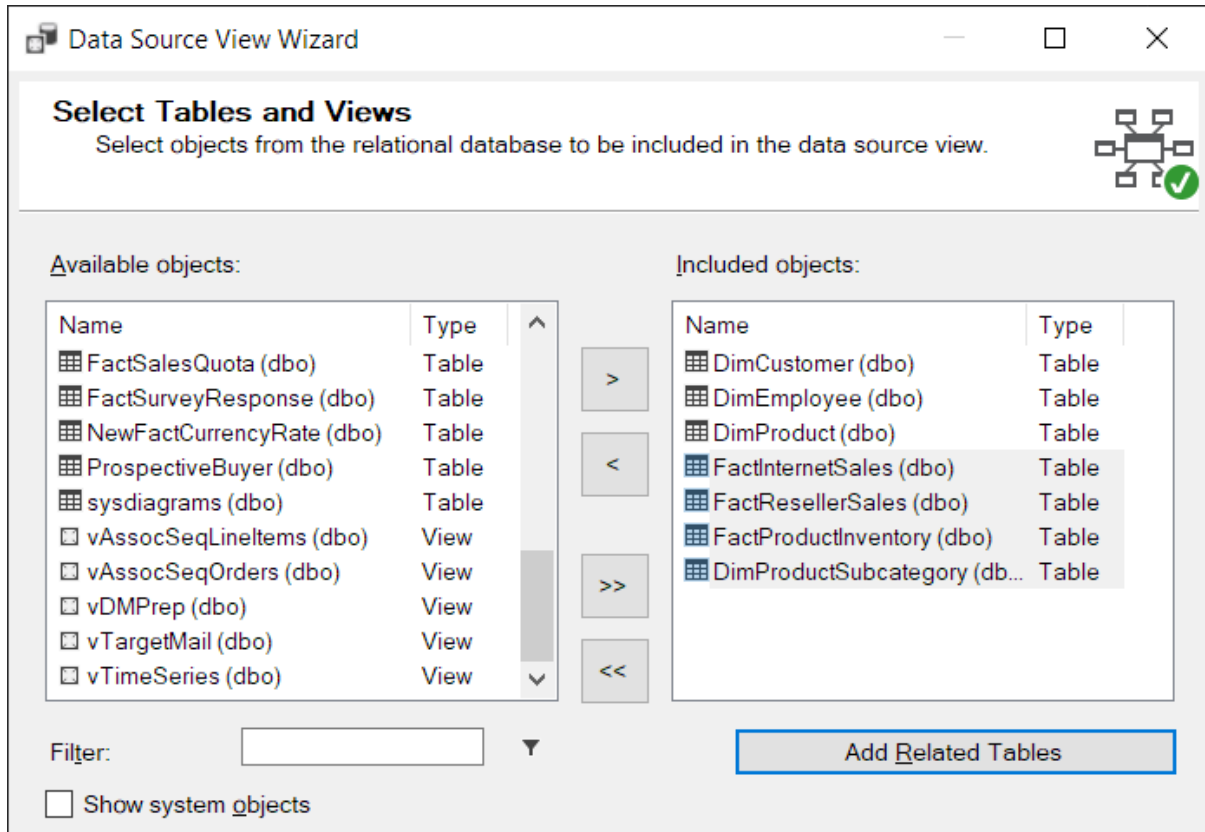 Data Source View Wizard
Select Tables and Views
Select objects from the relational database to be included in the data source view.
Available objects:
Name Type
FactSalesQuota (dbo) Table
FactSurveyResponse (dbo) Table
NewFactCurrencyRate (dbo) Table
ProspectiveBuyer (dbo) Table
sysdiagrams (dbo) Table
vAssocSeqLineItems (dbo) View
vAssocSeqOrders (dbo) View
vDMPrep (dbo) View
vTargetMail (dbo) View
vTimeSeries (dbo) View
>
<
>>
<<
Included objects:
Name Type
DimCustomer (dbo) Table
DimEmployee (dbo) Table
DimProduct (dbo) Table
FactInternetSales (dbo) Table
FactResellerSales (dbo) Table
FactProductInventory (dbo) Table
DimProductSubcategory (db... Table
Filter:
Add Related Tables
Show system objects